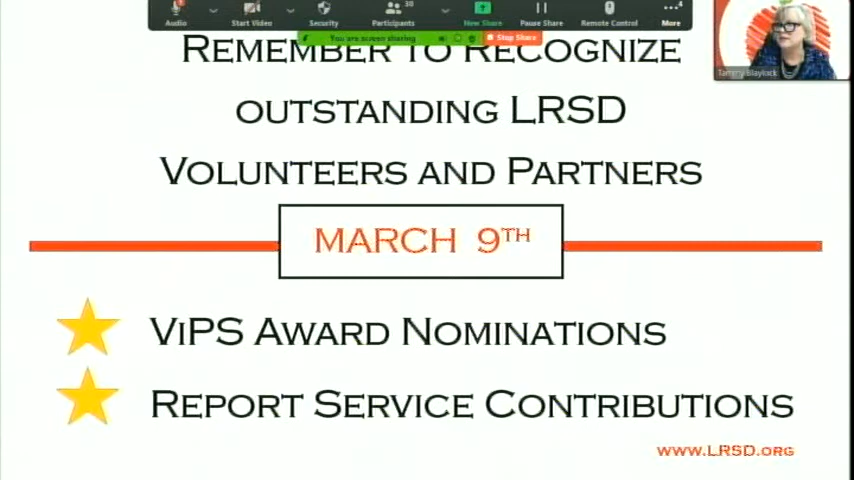 30
4
Audio Start Video Security Participants New Share Pause Share Remote Control More
You are screen sharing Stop Share
Tammy Blaylock
REMEMBER TO RECOGNIZE
OUTSTANDING LRSD
VOLUNTEERS AND PARTNERS
MARCH 9TH
VIPS AWARD NOMINATIONS
REPORT SERVICE CONTRIBUTIONS
WWW.LRSD.ORG